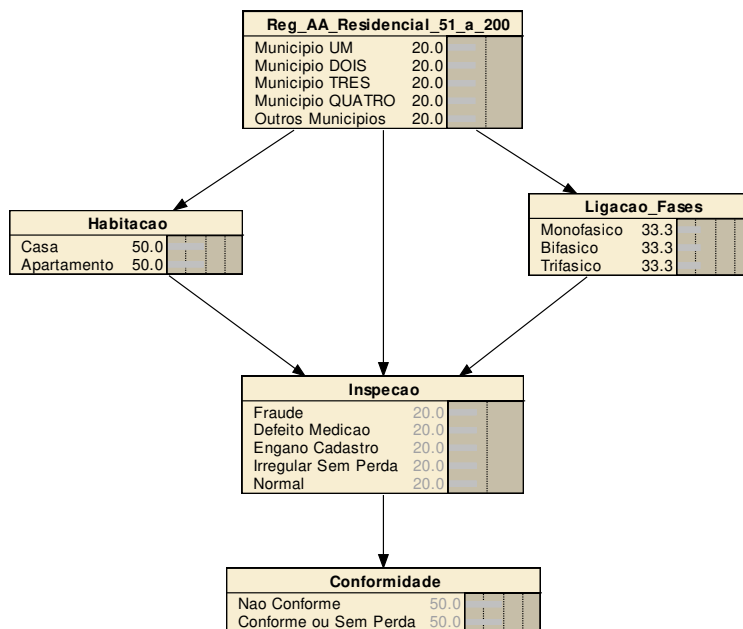 Reg_AA_Residencial_51_a_200
Municipio UM 20.0
Municipio DOIS 20.0
Municipio TRES 20.0
Municipio QUATRO 20.0
Outros Municipios 20.0
Habitacao
Casa 50.0
Apartamento 50.0
Ligacao_Fases
Monofasico 33.3
Bifasico 33.3
Trifasico 33.3
Inspecao
Fraude 20.0
Defeito Medicao 20.0
Engano Cadastro 20.0
Irregular Sem Perda 20.0
Normal 20.0
Conformidade
Nao Conforme 50.0
Conforme ou Sem Perda 50.0